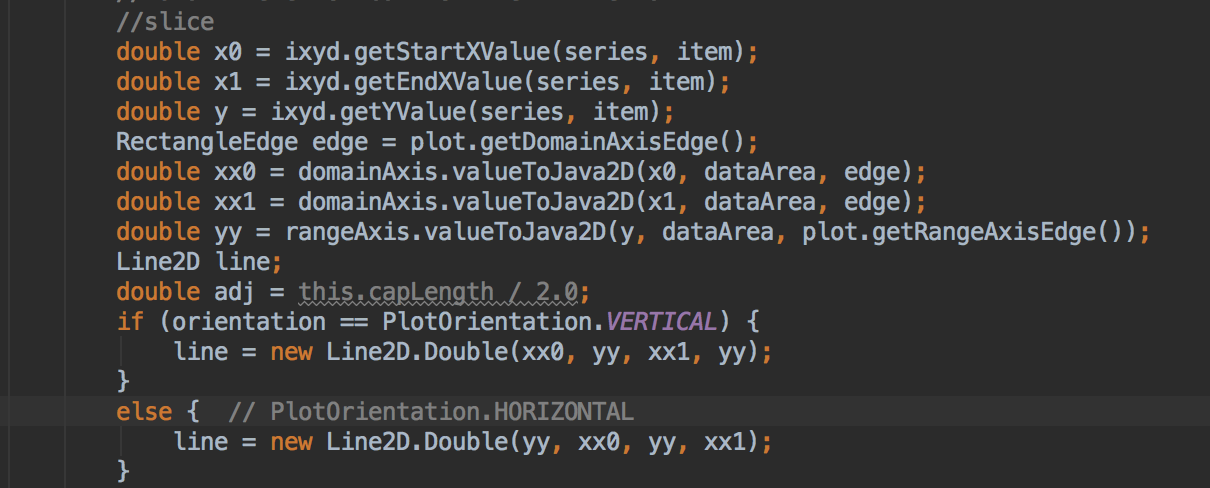 //slice
double x0 = ixyd.getStartXValue(series, item);
double x1 = ixyd.getEndXValue(series, item);
double y = ixyd.getYValue(series, item);
RectangleEdge edge = plot.getDomainAxisEdge();
double xx0 = domainAxis.valueToJava2D(x0, dataArea, edge);
double xx1 = domainAxis.valueToJava2D(x1, dataArea, edge);
double yy = rangeAxis.valueToJava2D(y, dataArea, plot.getRangeAxisEdge());
Line2D line;
double adj = this.capLength / 2.0;
if (orientation == PlotOrientation.VERTICAL) {
    line = new Line2D.Double(xx0, yy, xx1, yy);
}
else {  // PlotOrientation.HORIZONTAL
    line = new Line2D.Double(yy, xx0, yy, xx1);
}